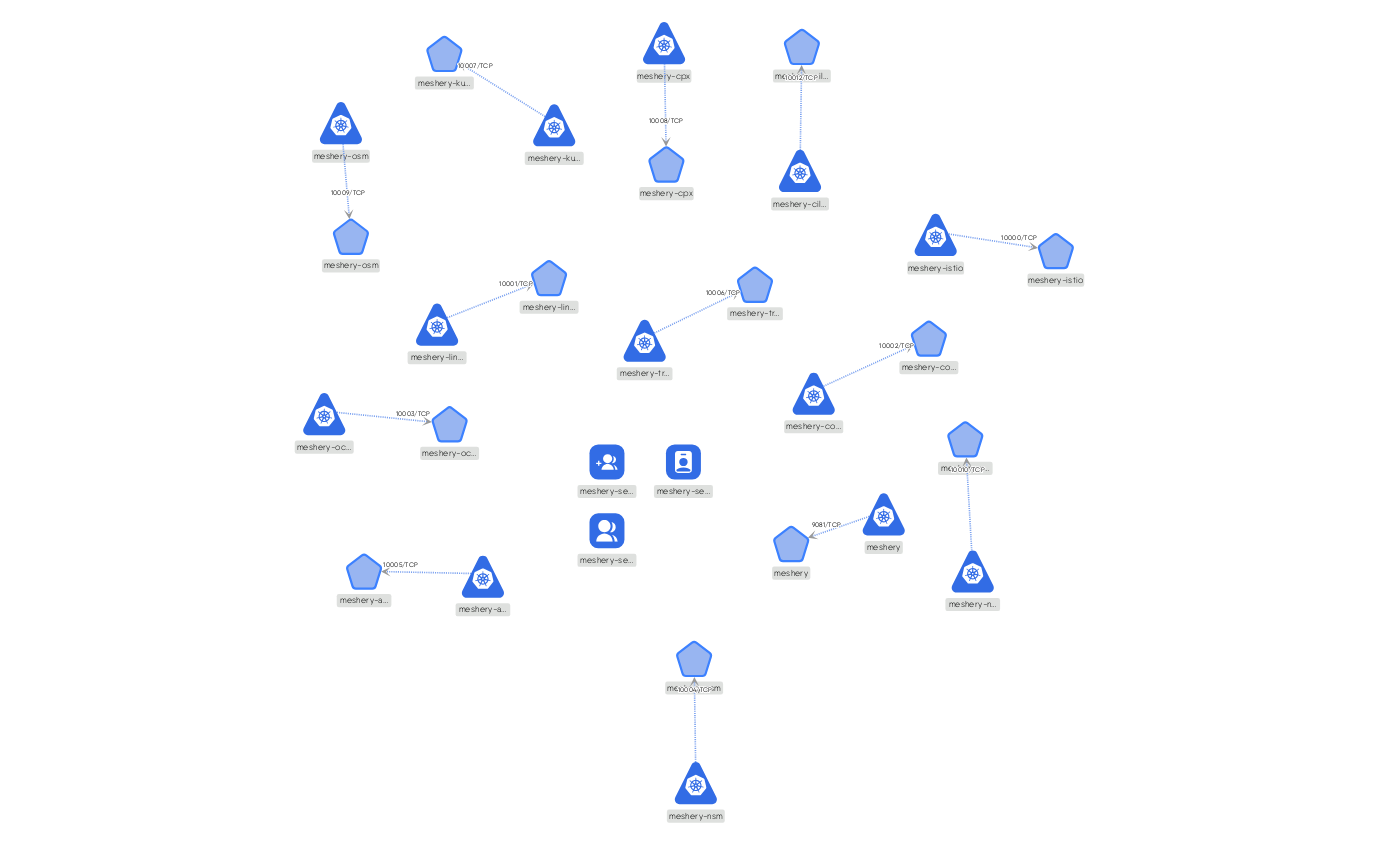 10007/TCP
meshery-ku...
meshery-cpx
10012/TCP
meshery-osm
meshery-ku...
10008/TCP
10009/TCP
meshery-cpx
meshery-cil...
meshery-osm
10000/TCP
meshery-istio
meshery-istio
10001/TCP
meshery-lin...
10006/TCP
meshery-tr...
meshery-lin...
meshery-tr...
10002/TCP
meshery-co...
10003/TCP
meshery-co...
meshery-oc...
meshery-oc...
meshery-se...
meshery-se...
9081/TCP
meshery
meshery
meshery-se...
10005/TCP
meshery-a...
meshery-a...
meshery-n...
10004/TCP
meshery-nsm